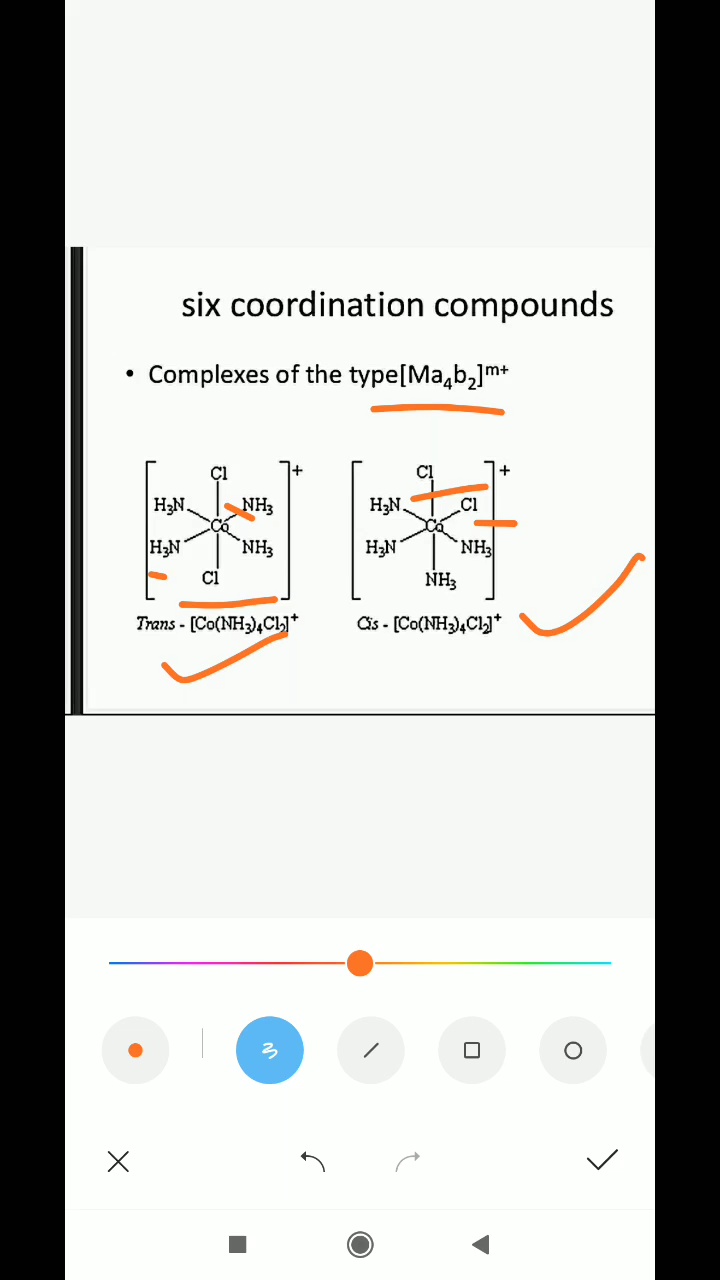 six coordination compounds
• Complexes of the type[Ma₄b₂]ᵐ⁺
Cl
H₃N NH₃
Co
H₃N NH₃
Cl
+
Trans - [Co(NH₃)₄Cl₂]⁺
Cl
H₃N Cl
Co
H₃N NH₃
NH₃
+
Cis - [Co(NH₃)₄Cl₂]⁺